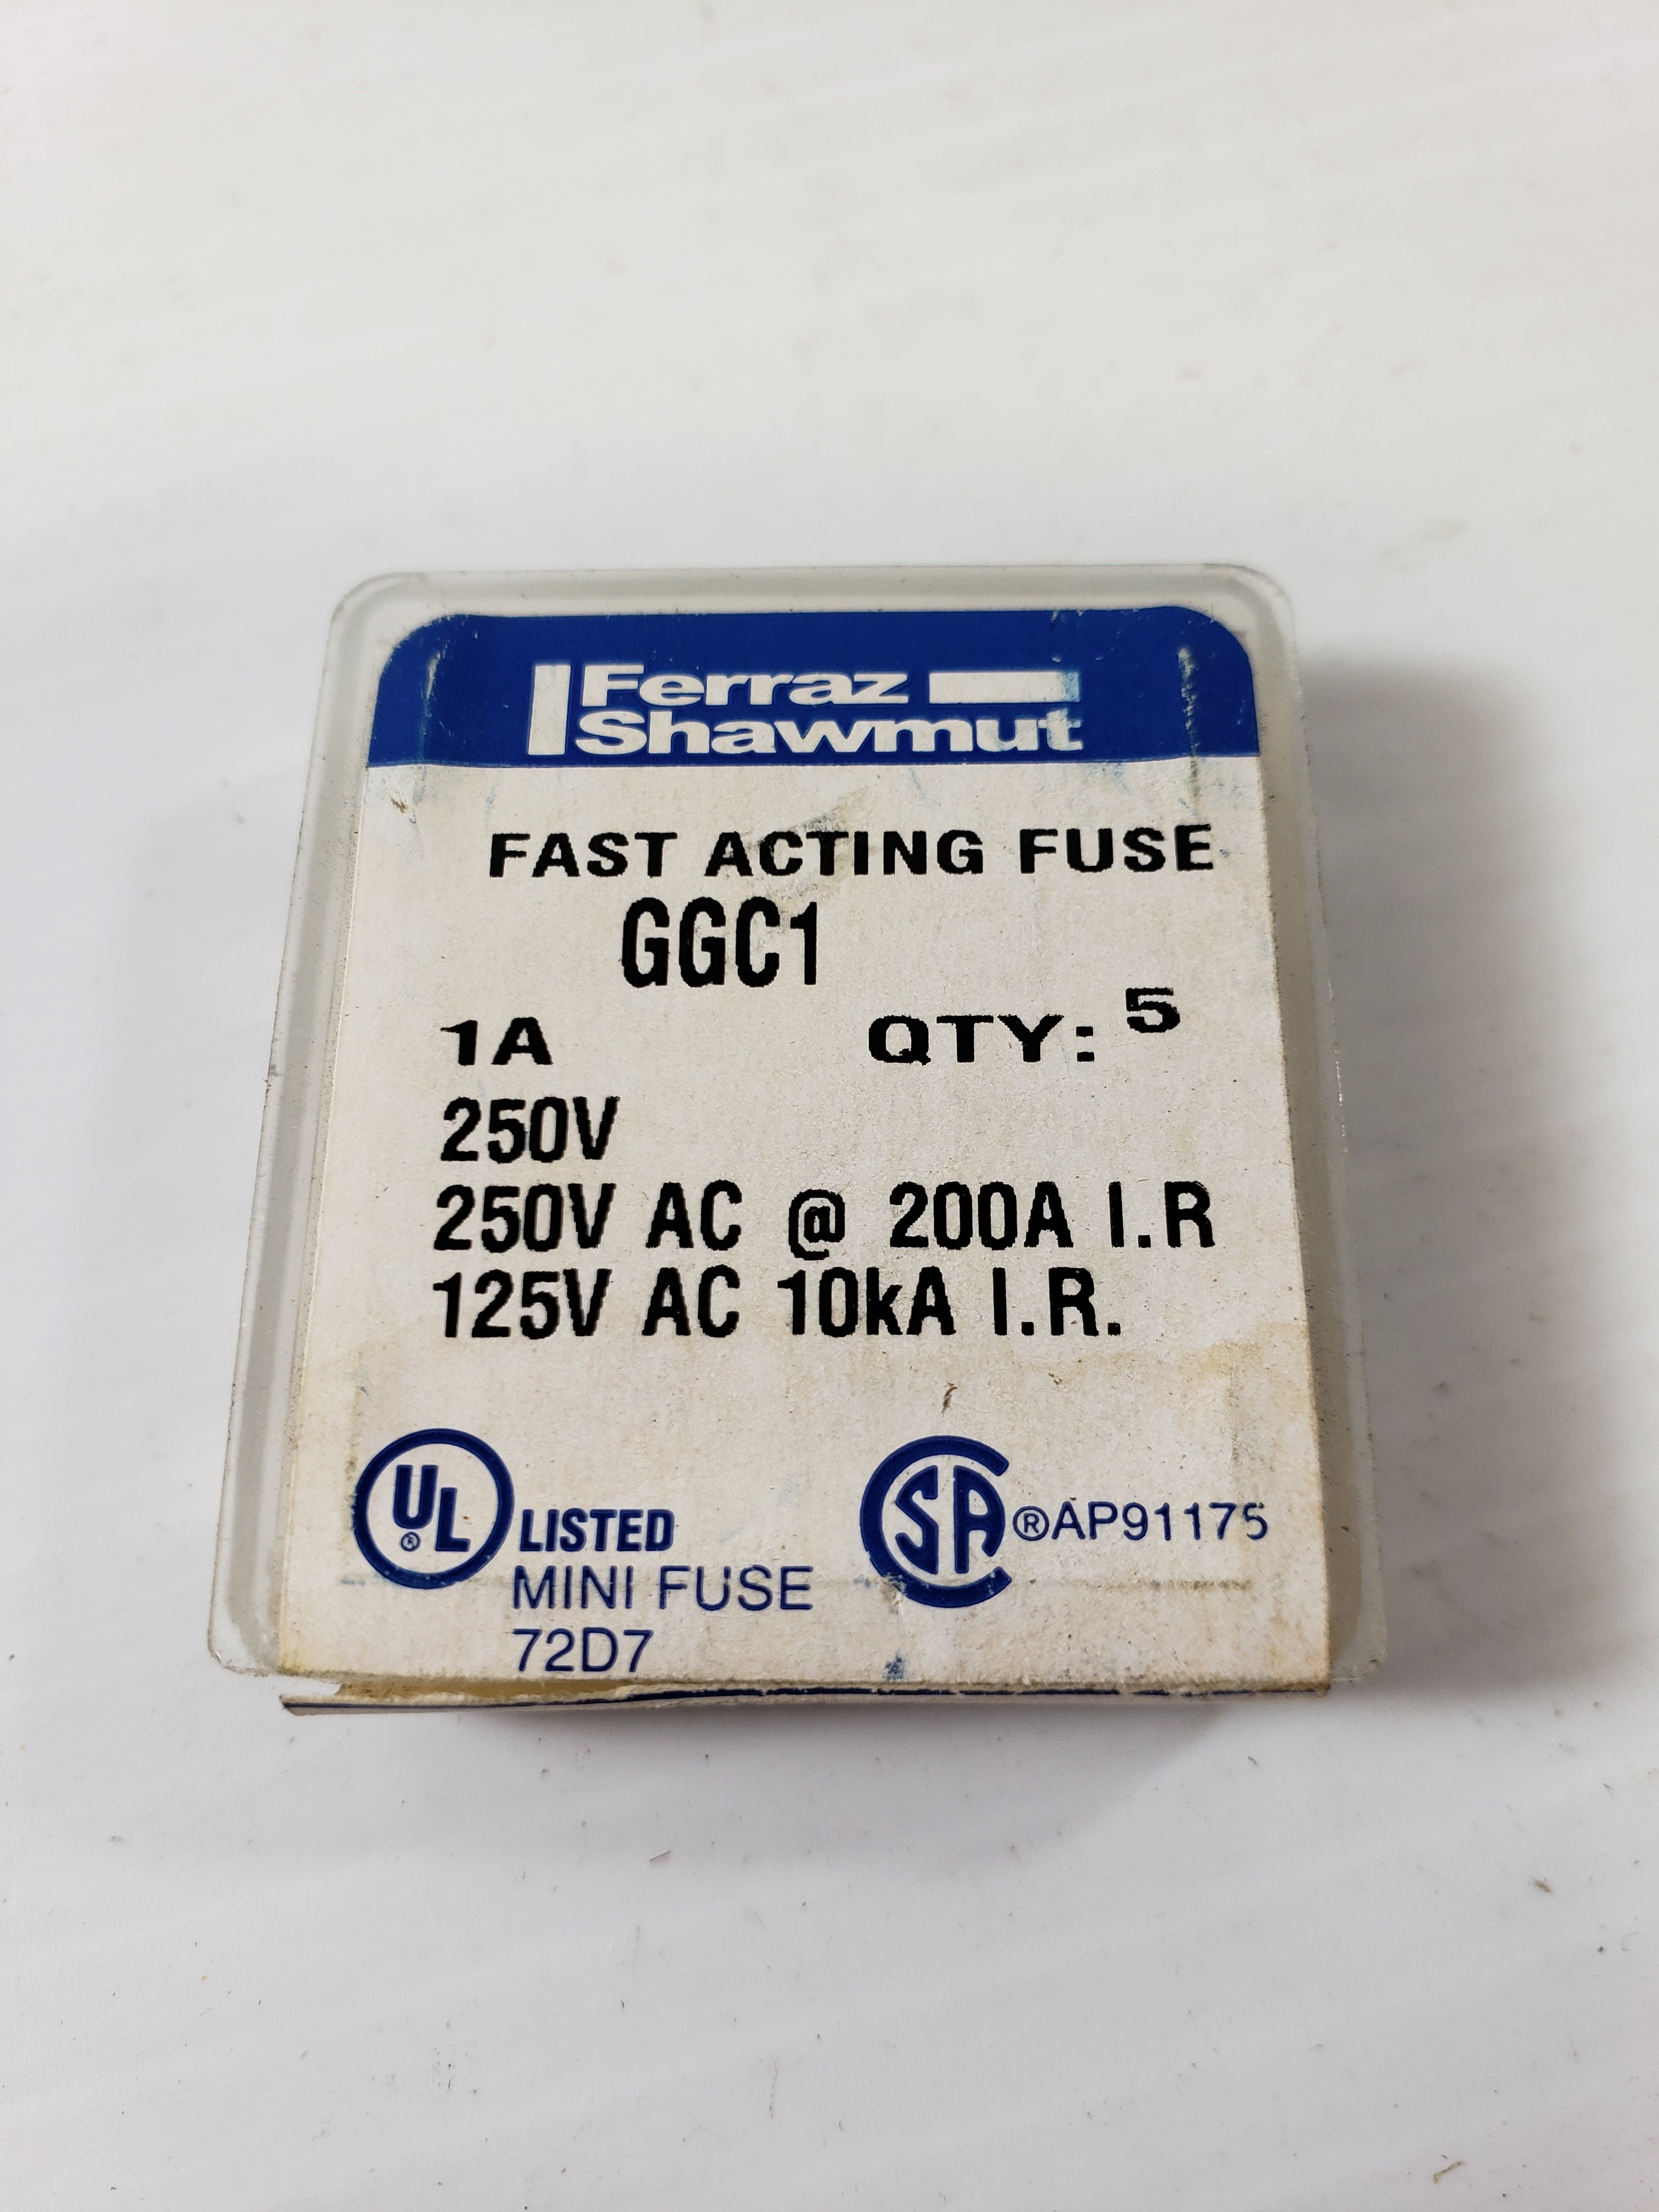 Ferraz
Shawmut
FAST ACTING FUSE
GGC1
1A QTY: 5
250V
250V AC @ 200A I.R
125V AC 10kA I.R.
UL® LISTED
MINI FUSE
72D7
CSA ®AP91175